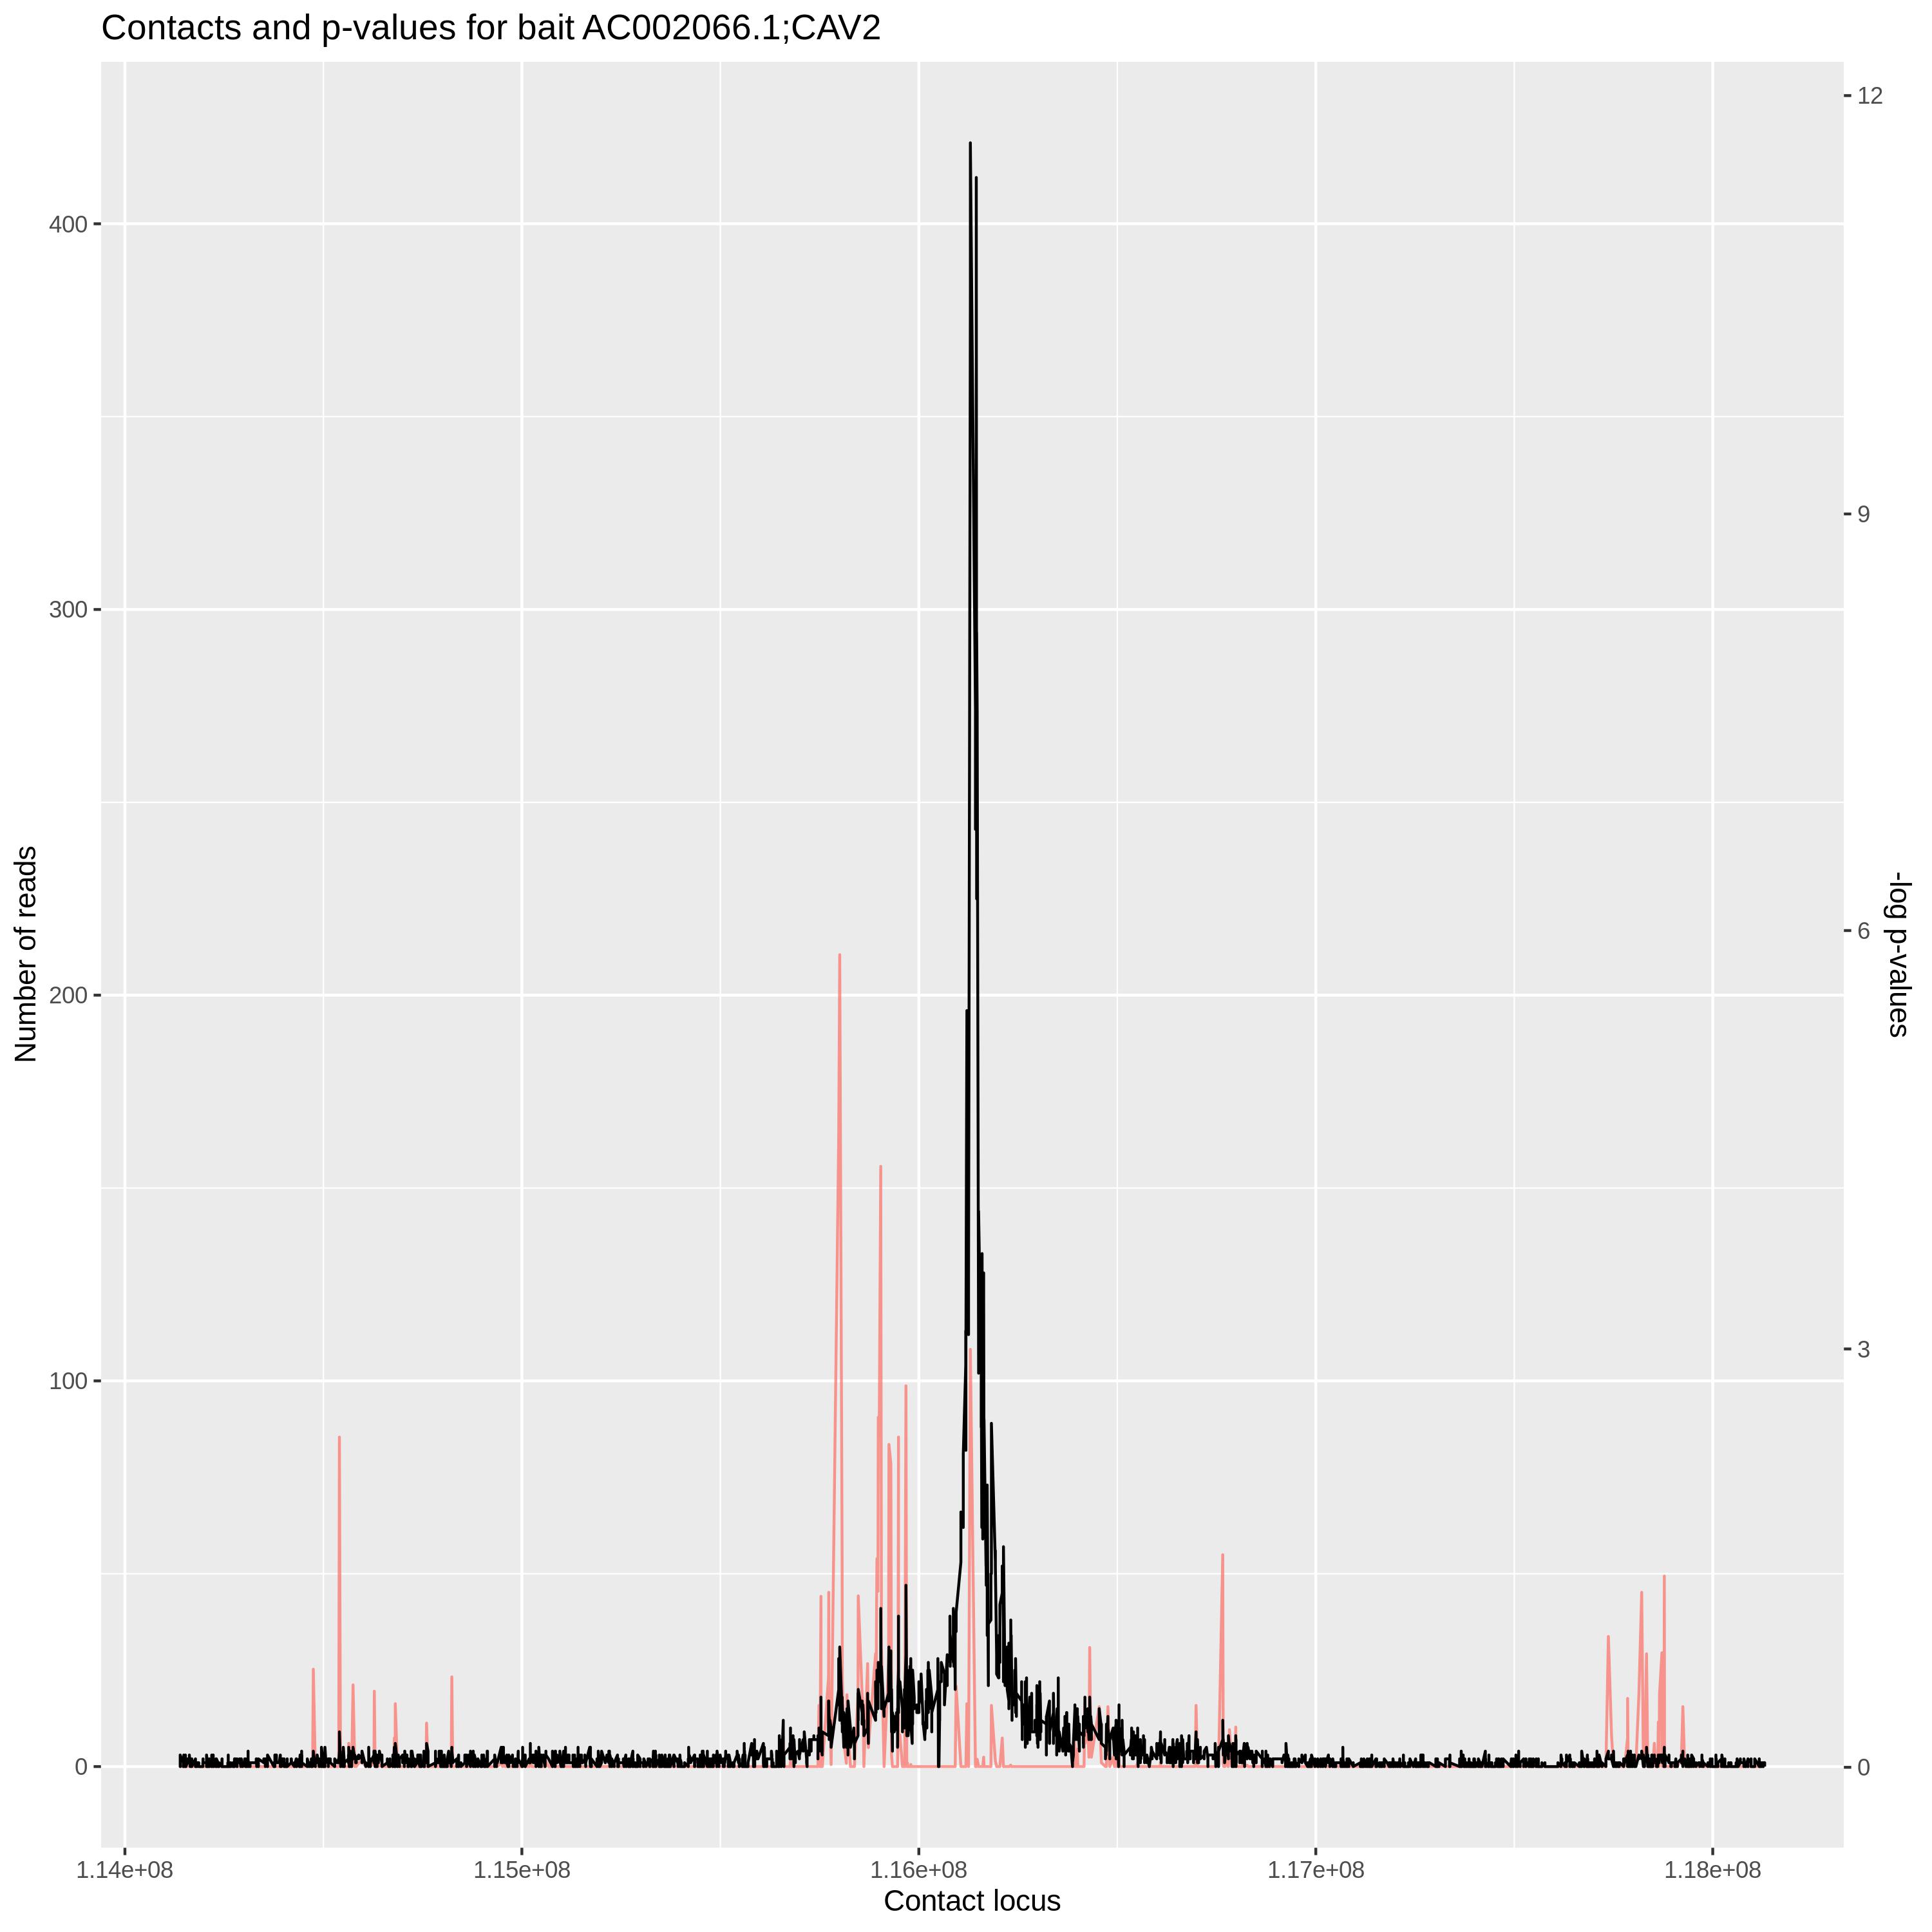 Contacts and p-values for bait AC002066.1;CAV2
12
400
9
300
6
200
3
100
0
0
Number of reads
-log p-values
1.14e+08
1.15e+08
1.16e+08
1.17e+08
1.18e+08
Contact locus